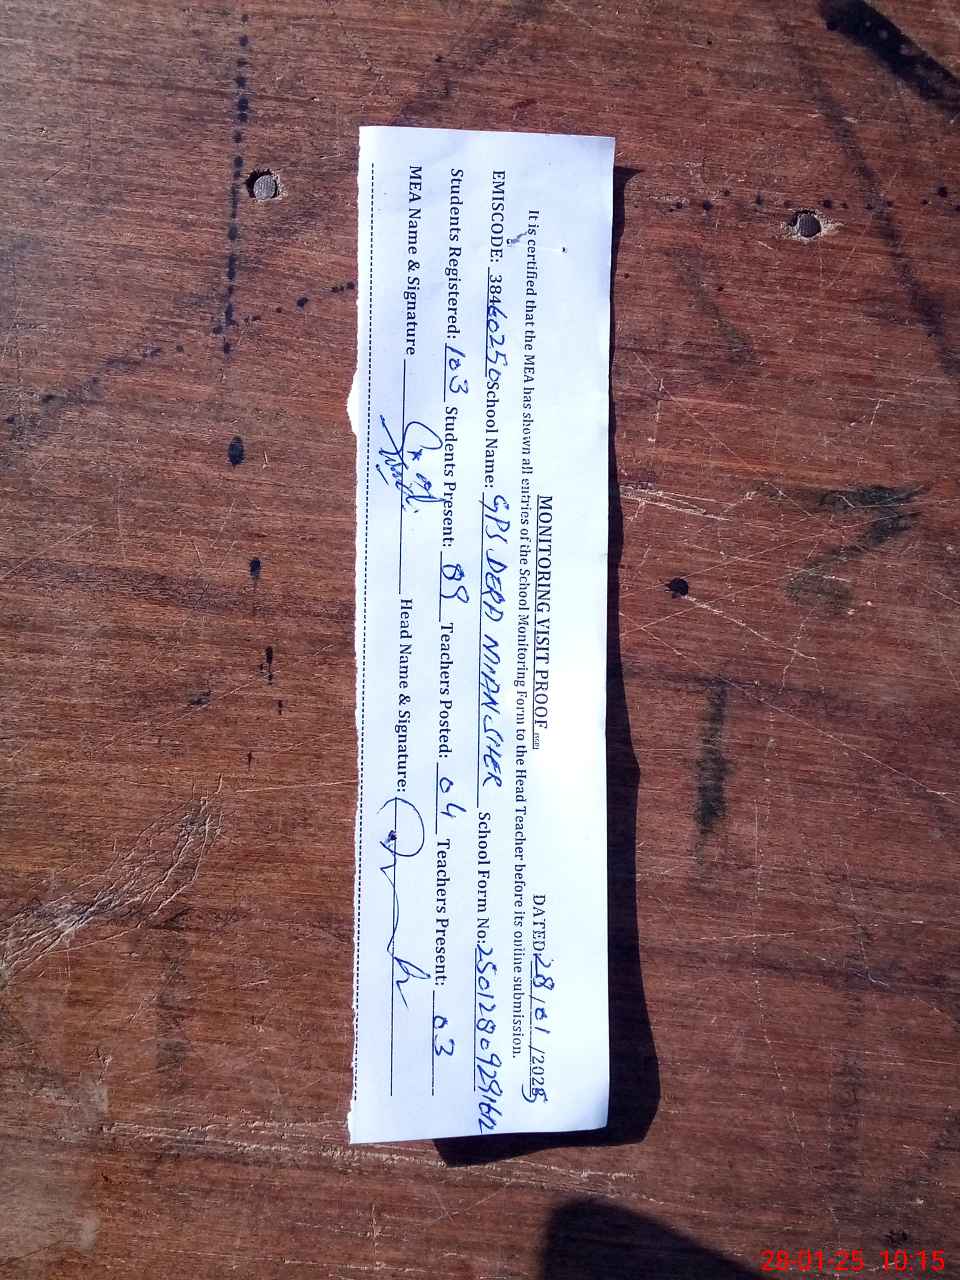 MONITORING VISIT PROOF
DATED: 28/01/2025
It is certified that the MEA has shown all entries of the School Monitoring Form to the Head Teacher before its online submission.
EMISCODE: 38460250 School Name: GPS DERA MIAN SHER School Form No: 25012809291612
Students Registered: 103 Students Present: 89 Teachers Posted: 04 Teachers Present: 03
MEA Name & Signature Head Name & Signature:
28-01-25 10:15